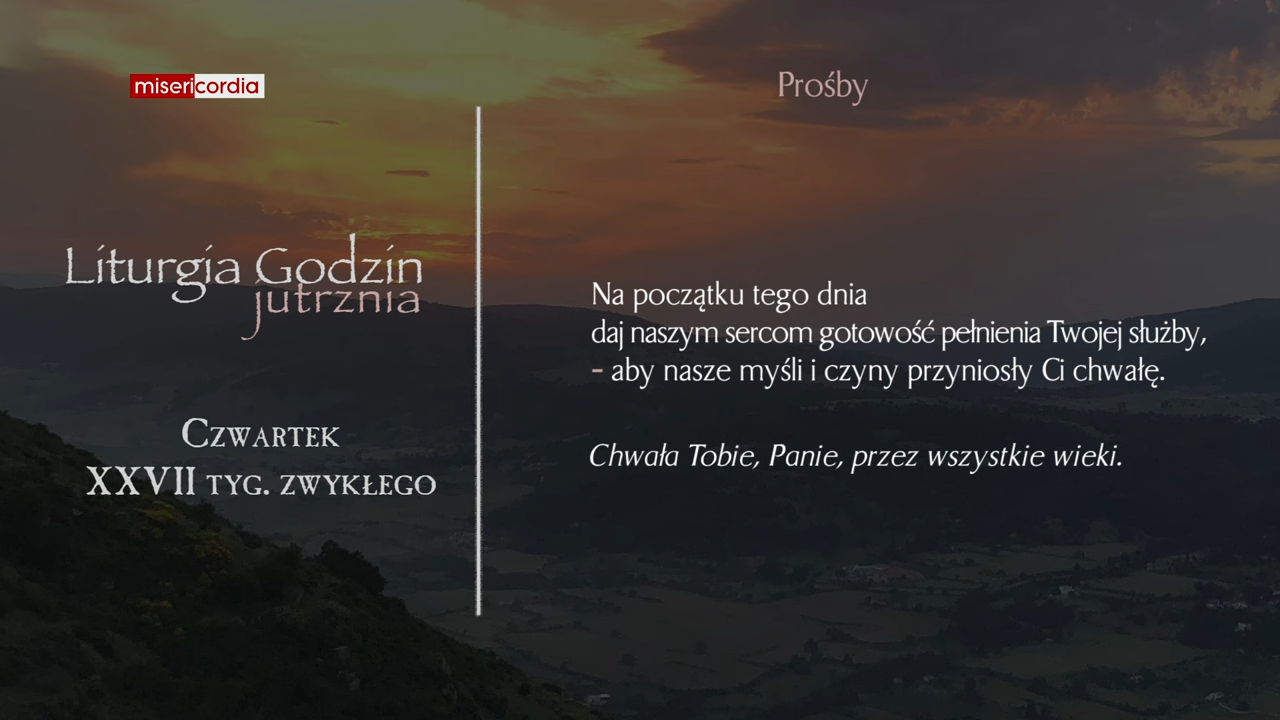 misericordia
Liturgia Godzin
jutrznia
Czwartek
XXVII tyg. zwykłego
Prośby
Na początku tego dnia
daj naszym sercom gotowość pełnienia Twojej służby,
- aby nasze myśli i czyny przyniosły Ci chwałę.
Chwała Tobie, Panie, przez wszystkie wieki.